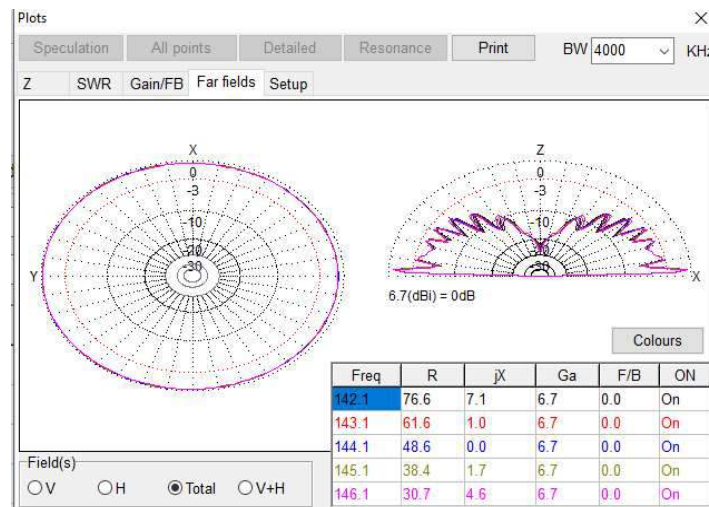 Plots
Speculation All points Detailed Resonance Print BW 4000 KHz
Z SWR Gain/FB Far fields Setup
X Z
0 0
-3 -3
-10 -10
-20
-30 -30
Y X
6.7(dBi) = 0dB
Colours
Freq R jX Ga F/B ON
142.1 76.6 7.1 6.7 0.0 On
143.1 61.6 1.0 6.7 0.0 On
144.1 48.6 0.0 6.7 0.0 On
145.1 38.4 1.7 6.7 0.0 On
146.1 30.7 4.6 6.7 0.0 On
Field(s)
V H Total V+H